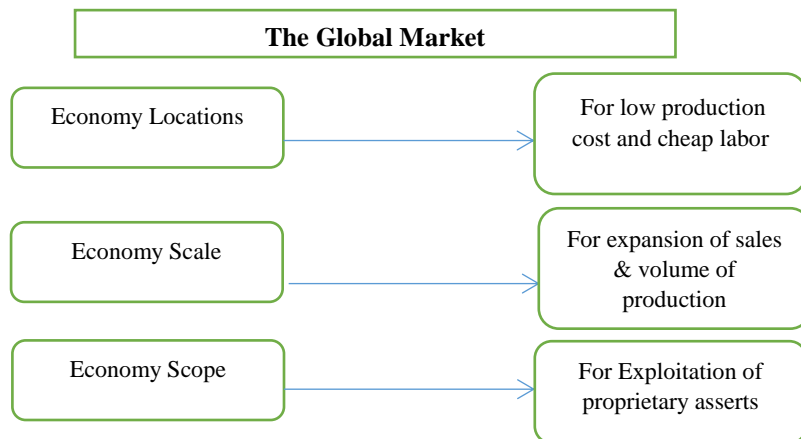 The Global Market
Economy Locations
For low production
cost and cheap labor
Economy Scale
For expansion of sales
& volume of
production
Economy Scope
For Exploitation of
proprietary asserts